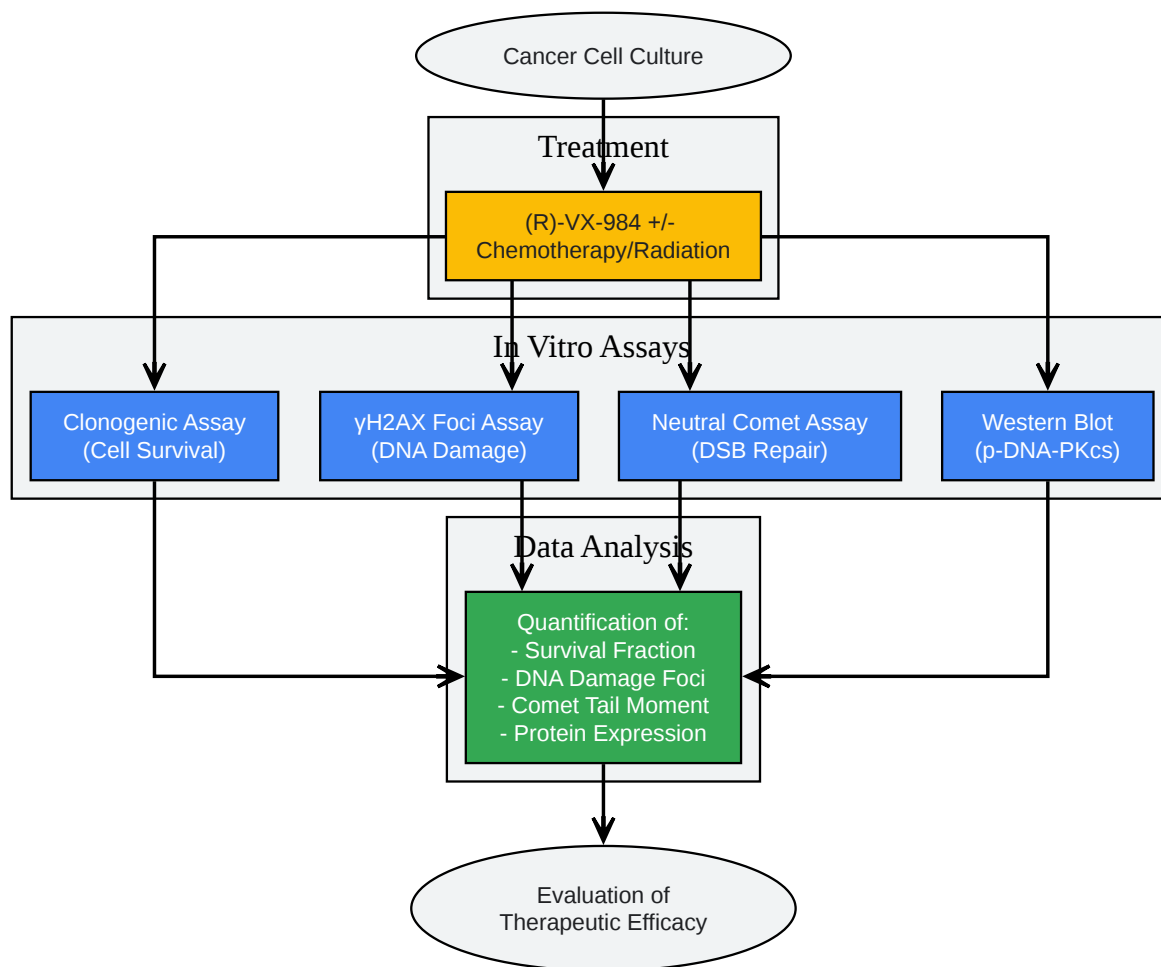 Cancer Cell Culture
Treatment
(R)-VX-984 +/-
Chemotherapy/Radiation
In Vitro Assays
Clonogenic Assay
(Cell Survival)
γH2AX Foci Assay
(DNA Damage)
Neutral Comet Assay
(DSB Repair)
Western Blot
(p-DNA-PKcs)
Data Analysis
Quantification of:
- Survival Fraction
- DNA Damage Foci
- Comet Tail Moment
- Protein Expression
Evaluation of
Therapeutic Efficacy